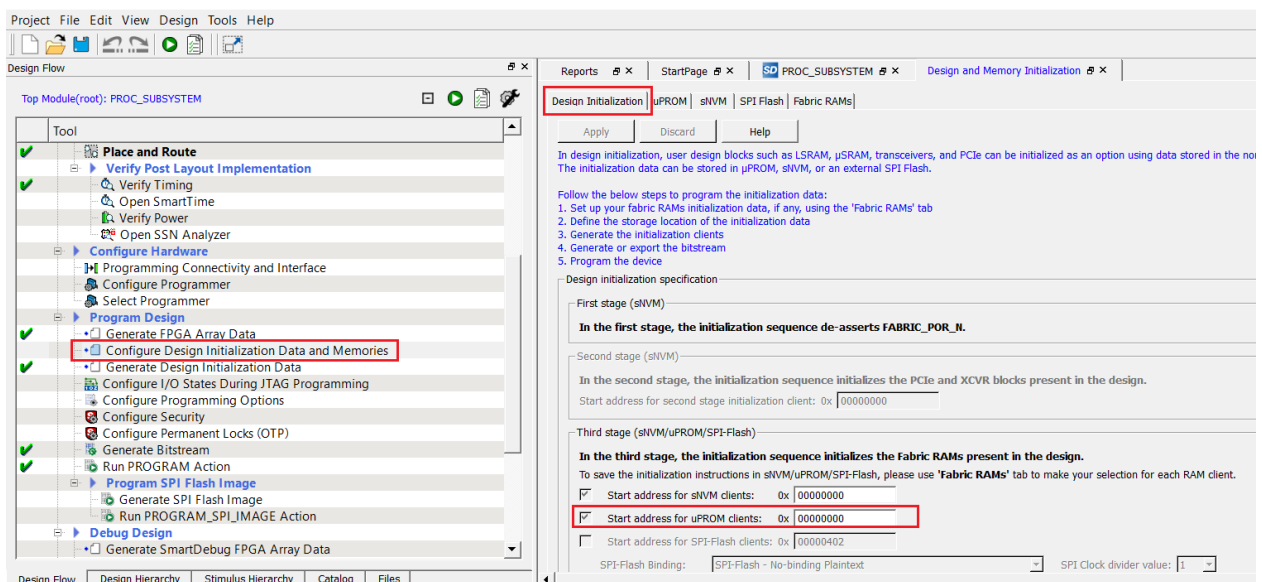 Project File Edit View Design Tools Help
Design Flow
Top Module(root): PROC_SUBSYSTEM
Tool
Place and Route
Verify Post Layout Implementation
Verify Timing
Open SmartTime
Verify Power
Open SSN Analyzer
Configure Hardware
Programming Connectivity and Interface
Configure Programmer
Select Programmer
Program Design
Generate FPGA Array Data
Configure Design Initialization Data and Memories
Generate Design Initialization Data
Configure I/O States During JTAG Programming
Configure Programming Options
Configure Security
Configure Permanent Locks (OTP)
Generate Bitstream
Run PROGRAM Action
Program SPI Flash Image
Generate SPI Flash Image
Run PROGRAM_SPI_IMAGE Action
Debug Design
Generate SmartDebug FPGA Array Data
Design Flow Design Hierarchy Stimulus Hierarchy Catalog Files
Reports StartPage SD PROC_SUBSYSTEM Design and Memory Initialization
Design Initialization uPROM sNVM SPI Flash Fabric RAMs
Apply Discard Help
In design initialization, user design blocks such as LSRAM, µSRAM, transceivers, and PCIe can be initialized as an option using data stored in the nor
The initialization data can be stored in µPROM, sNVM, or an external SPI Flash.
Follow the below steps to program the initialization data:
1. Set up your fabric RAMs initialization data, if any, using the 'Fabric RAMs' tab
2. Define the storage location of the initialization data
3. Generate the initialization clients
4. Generate or export the bitstream
5. Program the device
Design initialization specification
First stage (sNVM)
In the first stage, the initialization sequence de-asserts FABRIC_POR_N.
Second stage (sNVM)
In the second stage, the initialization sequence initializes the PCIe and XCVR blocks present in the design.
Start address for second stage initialization client: 0x 00000000
Third stage (sNVM/uPROM/SPI-Flash)
In the third stage, the initialization sequence initializes the Fabric RAMs present in the design.
To save the initialization instructions in sNVM/uPROM/SPI-Flash, please use 'Fabric RAMs' tab to make your selection for each RAM client.
Start address for sNVM clients: 0x 00000000
Start address for uPROM clients: 0x 00000000
Start address for SPI-Flash clients: 0x 00000402
SPI-Flash Binding: SPI-Flash - No-binding Plaintext SPI Clock divider value: 1